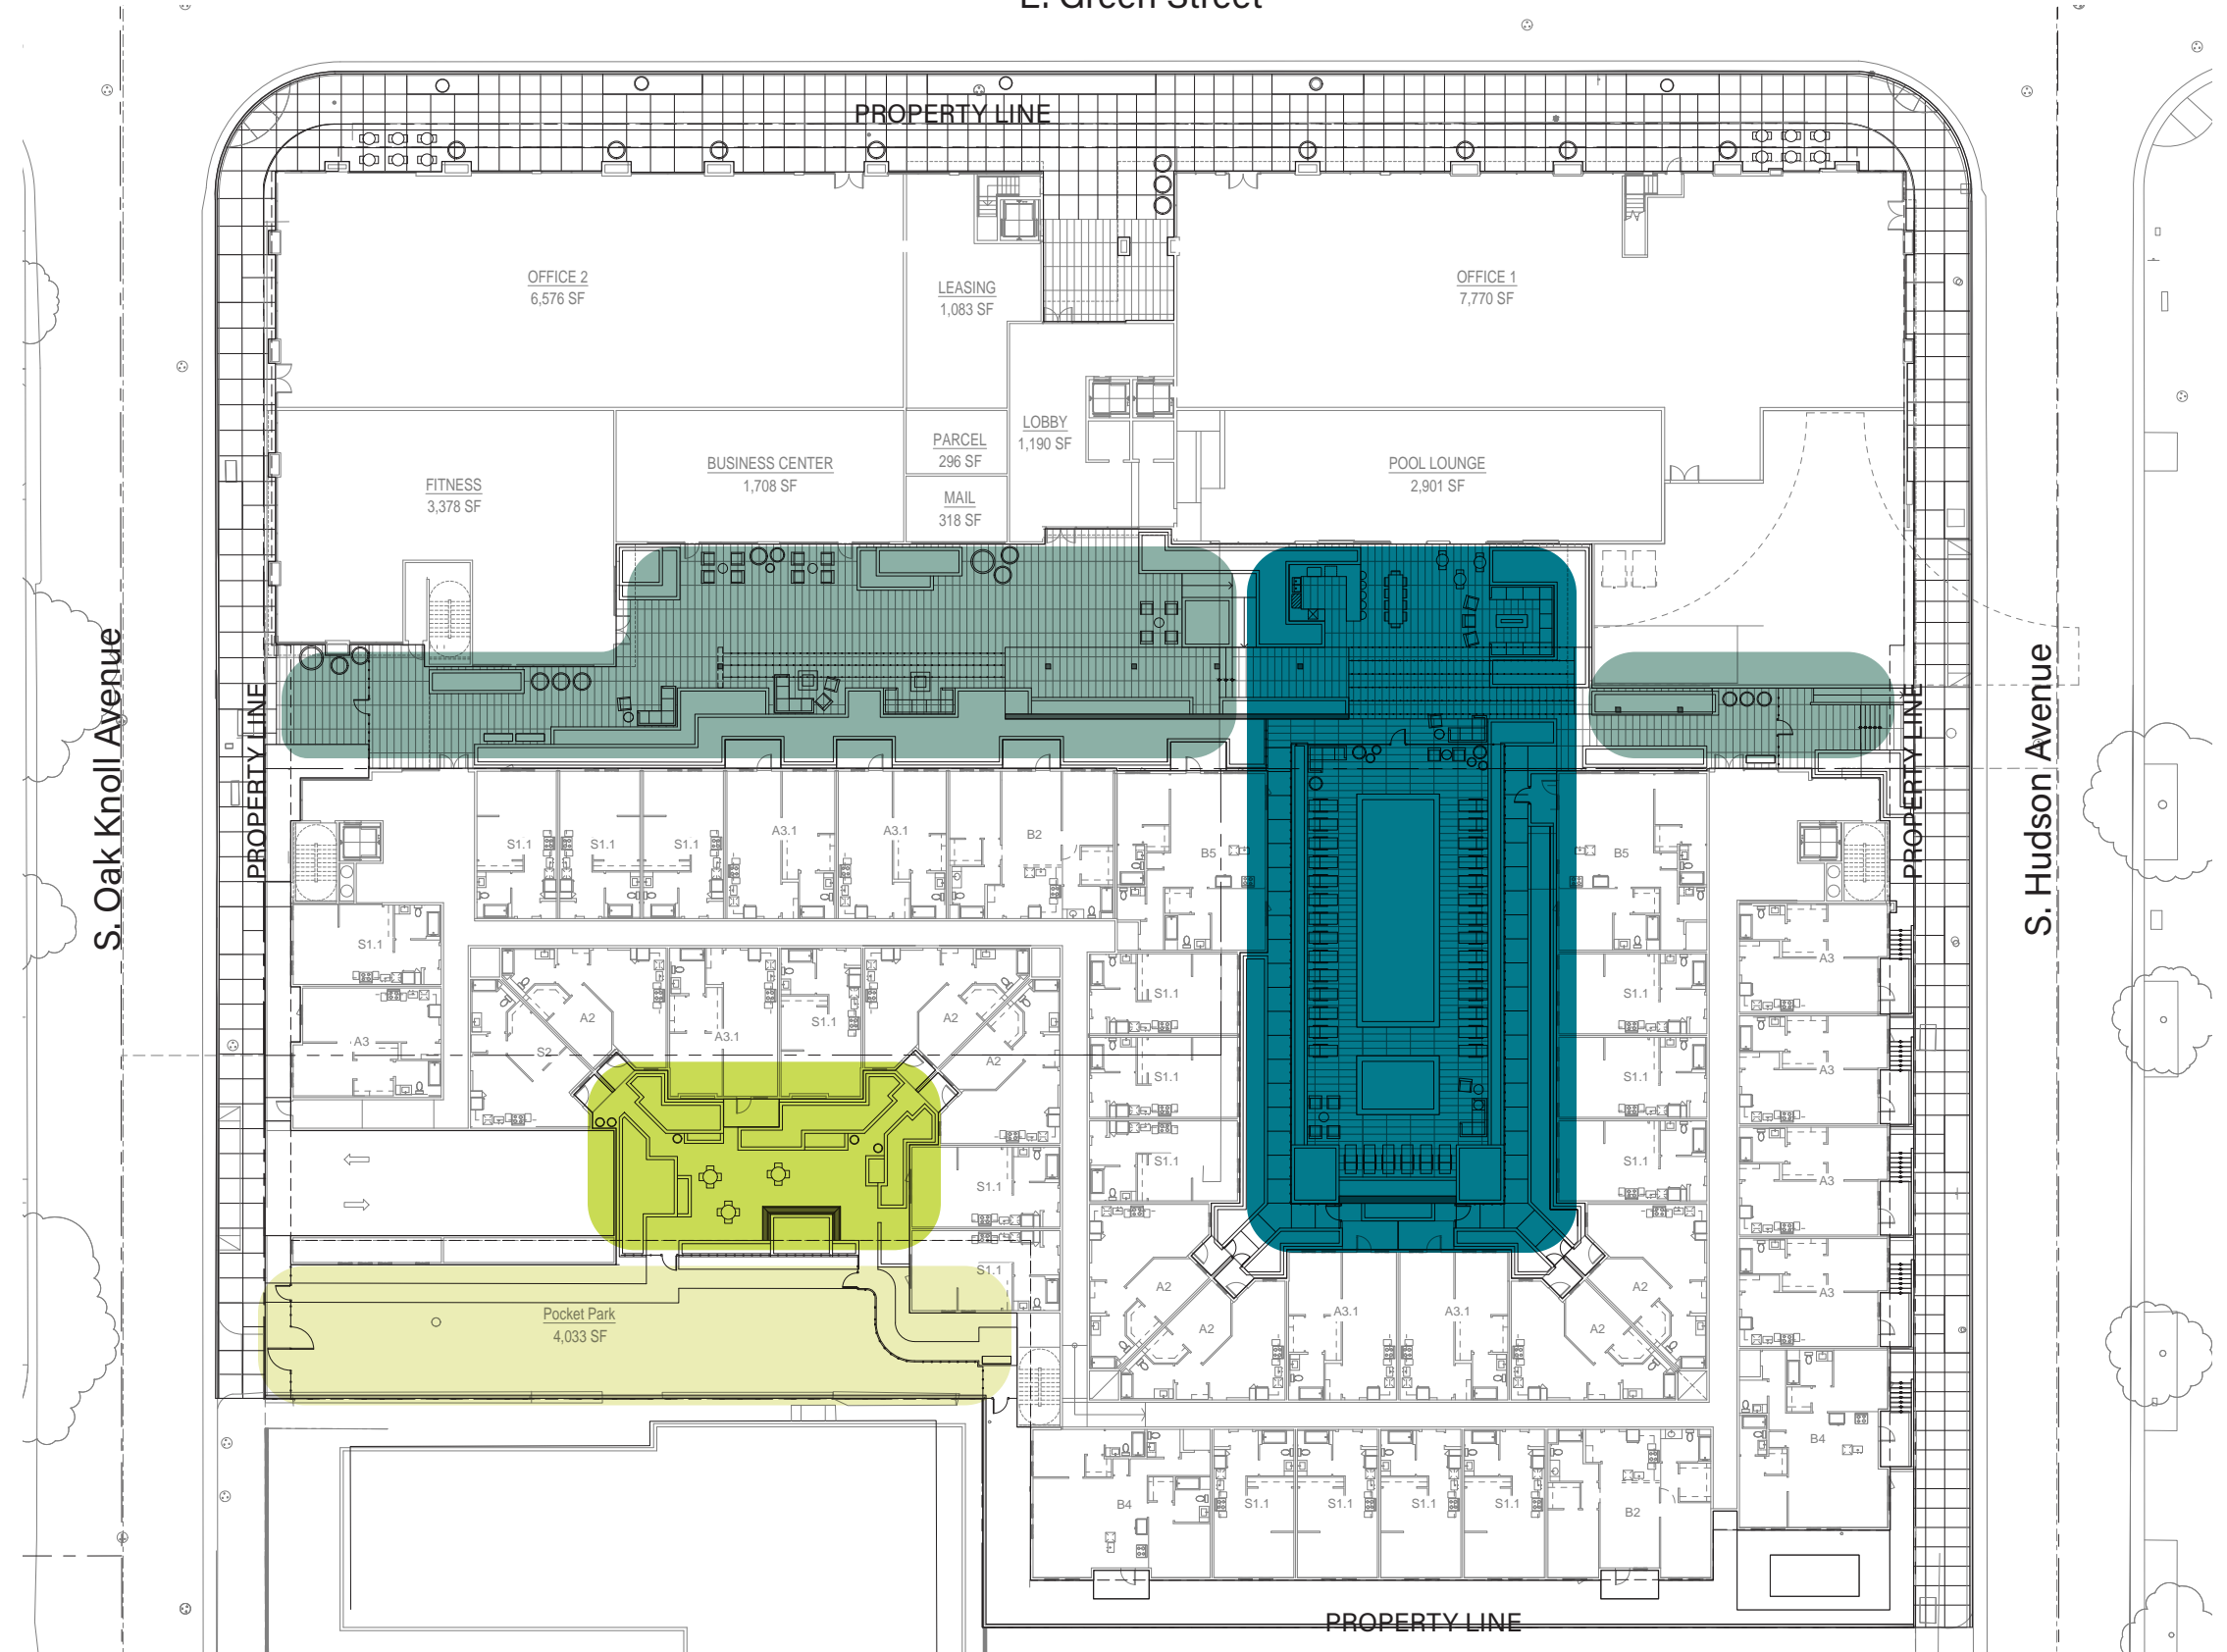 E. Green Street
PROPERTY LINE
OFFICE 2
6,576 SF
LEASING
1,083 SF
OFFICE 1
7,770 SF
LOBBY
1,190 SF
PARCEL
296 SF
BUSINESS CENTER
1,708 SF
POOL LOUNGE
2,901 SF
FITNESS
3,378 SF
MAIL
318 SF
S. Oak Knoll Avenue
PROPERTY LINE
PROPERTY LINE
S. Hudson Avenue
S1.1
S1.1
S1.1
A3.1
A3.1
B2
B5
B5
S1.1
A3
S1.1
S1.1
A2
A2
S1.1
A3.1
A3
S2
A2
S1.1
S1.1
A3
S1.1
S1.1
S1.1
A3
S1.1
A2
A2
A3
Pocket Park
4,033 SF
A2
A3.1
A3.1
A2
B4
B4
S1.1
S1.1
S1.1
S1.1
B2
PROPERTY LINE